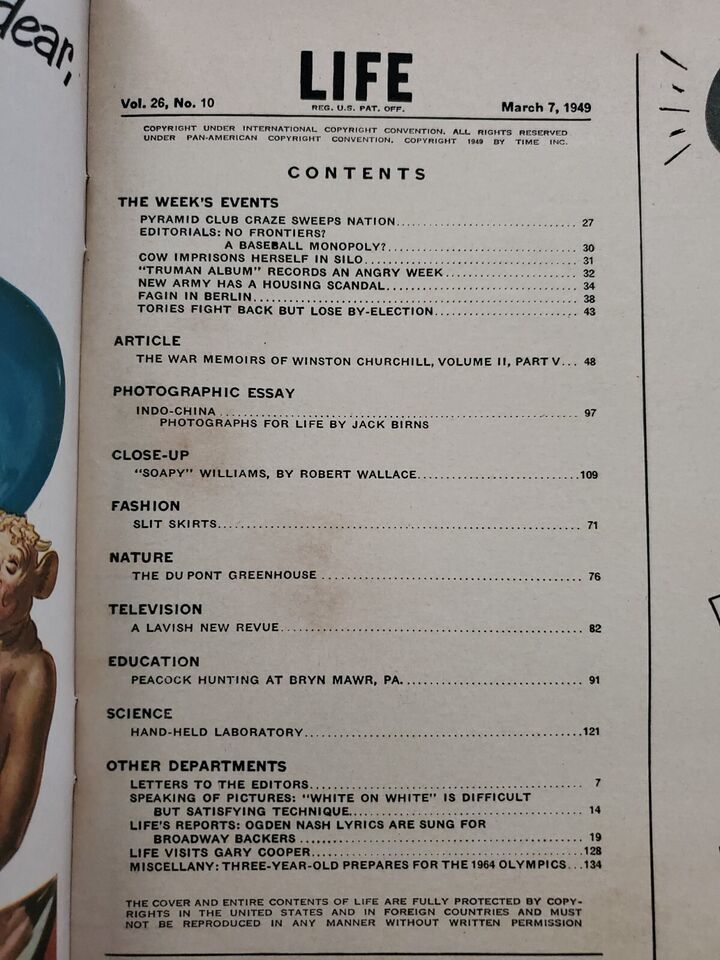 dear,
LIFE
REG. U.S. PAT. OFF.
Vol. 26, No. 10 March 7, 1949
COPYRIGHT UNDER INTERNATIONAL COPYRIGHT CONVENTION. ALL RIGHTS RESERVED
UNDER PAN-AMERICAN COPYRIGHT CONVENTION. COPYRIGHT 1949 BY TIME INC.
CONTENTS
THE WEEK'S EVENTS
PYRAMID CLUB CRAZE SWEEPS NATION............................ 27
EDITORIALS: NO FRONTIERS?
A BASEBALL MONOPOLY?............................ 30
COW IMPRISONS HERSELF IN SILO............................ 31
"TRUMAN ALBUM" RECORDS AN ANGRY WEEK.................... 32
NEW ARMY HAS A HOUSING SCANDAL............................ 34
FAGIN IN BERLIN............................ 38
TORIES FIGHT BACK BUT LOSE BY-ELECTION..................... 43
ARTICLE
THE WAR MEMOIRS OF WINSTON CHURCHILL, VOLUME II, PART V... 48
PHOTOGRAPHIC ESSAY
INDO-CHINA ............................ 97
PHOTOGRAPHS FOR LIFE BY JACK BIRNS
CLOSE-UP
"SOAPY" WILLIAMS, BY ROBERT WALLACE........................109
FASHION
SLIT SKIRTS............................ 71
NATURE
THE DU PONT GREENHOUSE ............................ 76
TELEVISION
A LAVISH NEW REVUE............................ 82
EDUCATION
PEACOCK HUNTING AT BRYN MAWR, PA............................ 91
SCIENCE
HAND-HELD LABORATORY............................121
OTHER DEPARTMENTS
LETTERS TO THE EDITORS............................ 7
SPEAKING OF PICTURES: "WHITE ON WHITE" IS DIFFICULT
BUT SATISFYING TECHNIQUE............................ 14
LIFE'S REPORTS: OGDEN NASH LYRICS ARE SUNG FOR
BROADWAY BACKERS ............................ 19
LIFE VISITS GARY COOPER............................128
MISCELLANY: THREE-YEAR-OLD PREPARES FOR THE 1964 OLYMPICS...134
THE COVER AND ENTIRE CONTENTS OF LIFE ARE FULLY PROTECTED BY COPY-
RIGHTS IN THE UNITED STATES AND IN FOREIGN COUNTRIES AND MUST
NOT BE REPRODUCED IN ANY MANNER WITHOUT WRITTEN PERMISSION